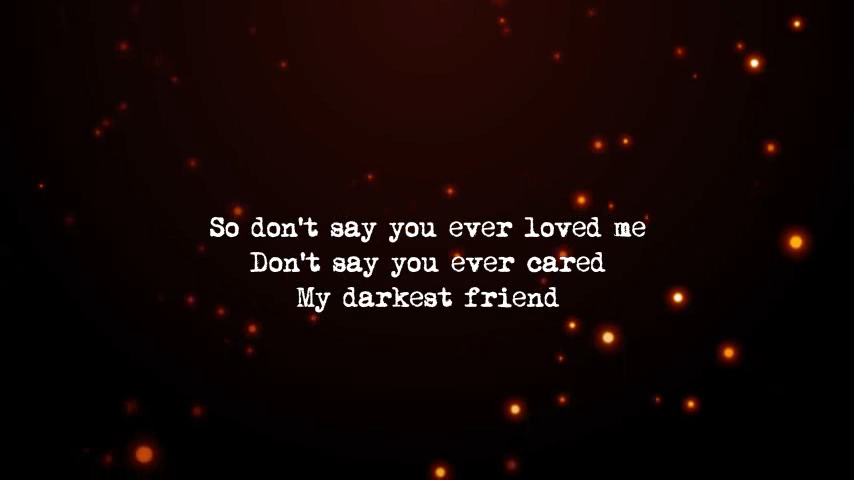 So don't say you ever loved me
Don't say you ever cared
My darkest friend